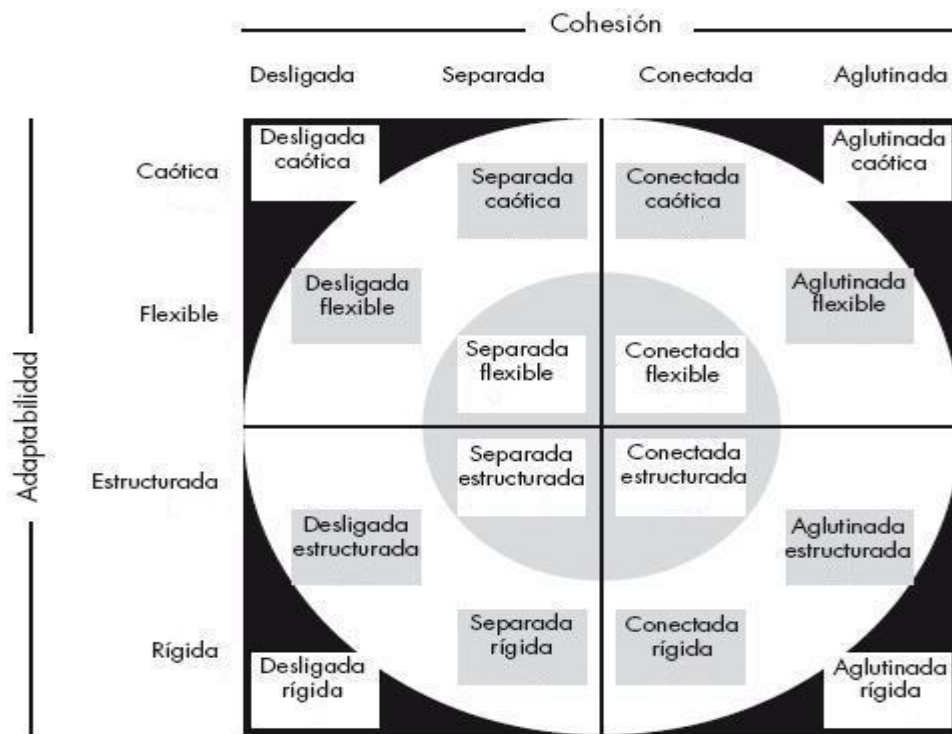 Cohesión
Desligada Separada Conectada Aglutinada
Adaptabilidad
Caótica
Flexible
Estructurada
Rígida
Desligada
caótica
Separada
caótica
Conectada
caótica
Aglutinada
caótica
Desligada
flexible
Separada
flexible
Conectada
flexible
Aglutinada
flexible
Separada
estructurada
Conectada
estructurada
Desligada
estructurada
Aglutinada
estructurada
Separada
rígida
Conectada
rígida
Desligada
rígida
Aglutinada
rígida